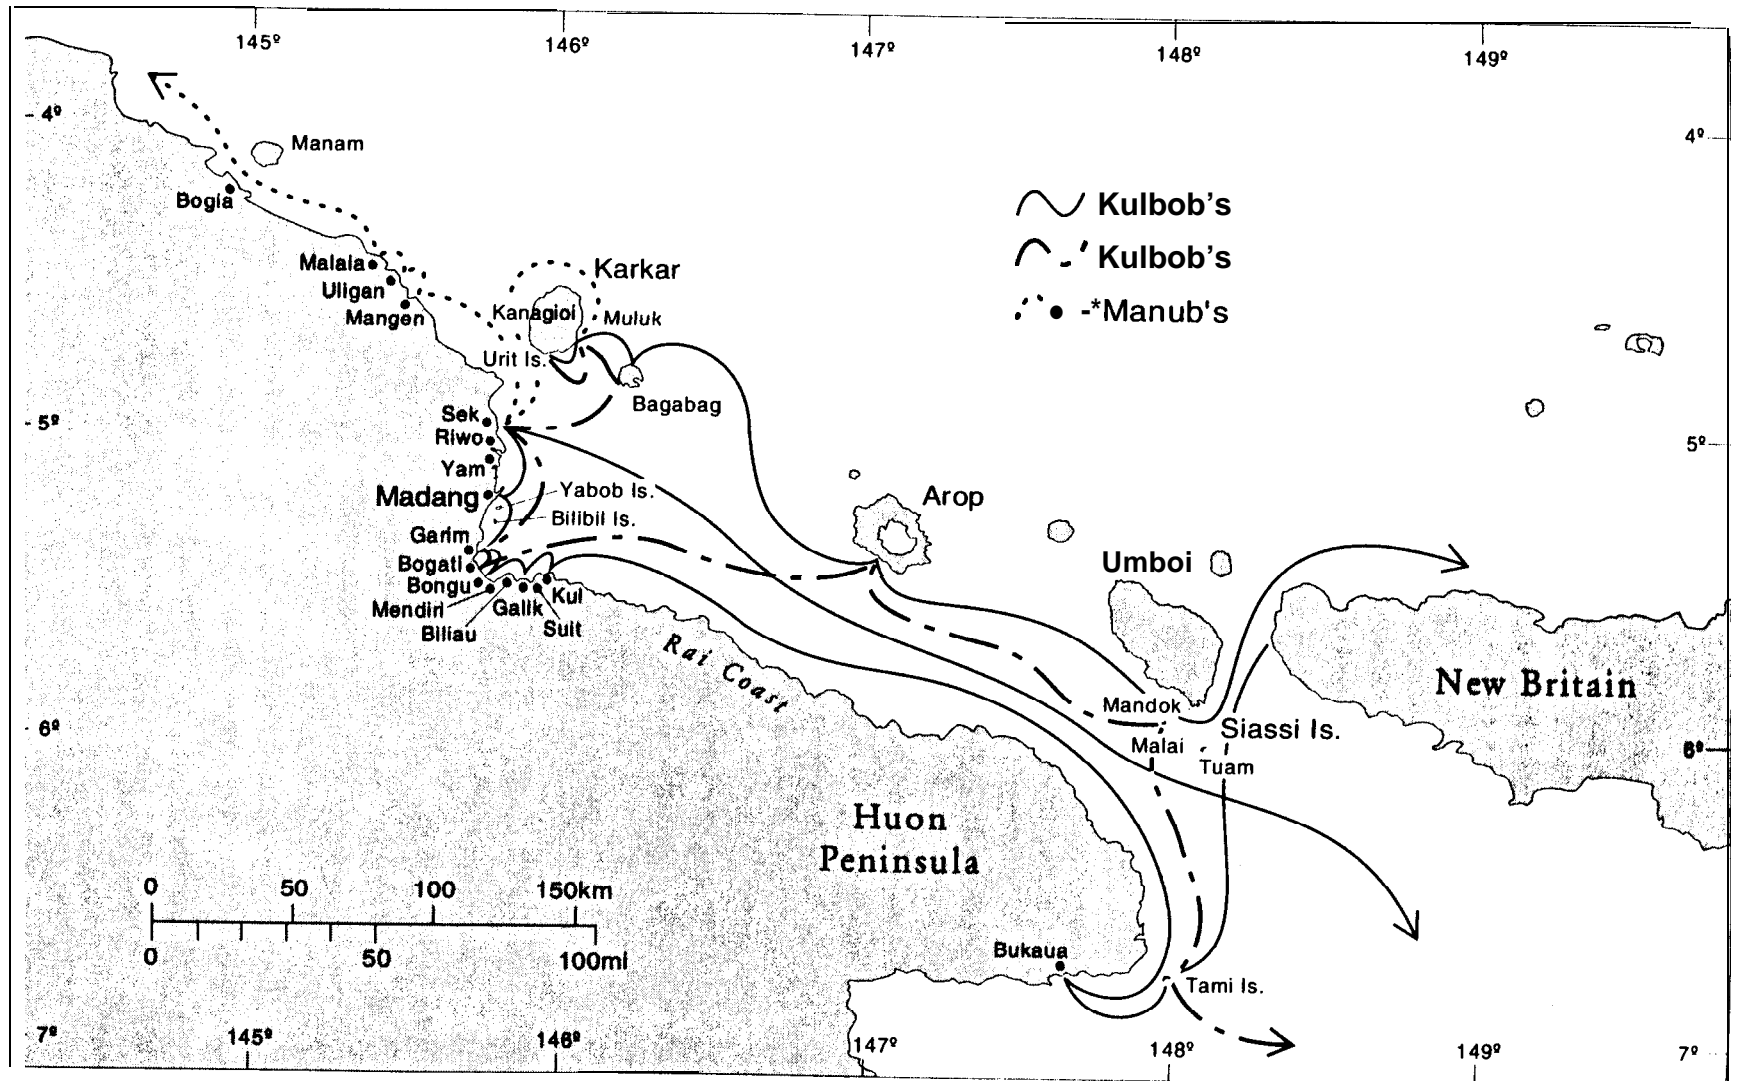 145º 146º 147º 148º 149º
4º
4º
Manam
Bogia
Kulbob's
Kulbob's
-*Manub's
Malala
Uligan
Mangen
Karkar
Kanagioi
Muluk
Urit Is.
Bagabag
Sek
5º
Riwo
5º
Yam
Madang
Yabob Is.
Bilibil Is.
Arop
Garim
Bogati
Bongu
Kul
Mendiri
Galik
Biliau
Suit
Umboi
Rai Coast
New Britain
Mandok
Siassi Is.
6º
Malai
6º
Tuam
Huon
Peninsula
0 50 100 150km
0 50 100mi
Bukaua
Tami Is.
7º 145º 146º 147º 148º 149º 7º